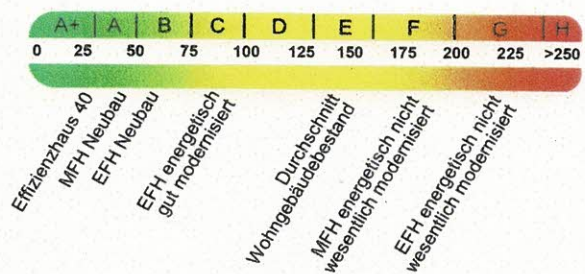 A+ A B C D E F G H
0 25 50 75 100 125 150 175 200 225 >250
Effizienzhaus 40
MFH Neubau
EFH Neubau
EFH energetisch
gut modernisiert
Durchschnitt
Wohngebäudebestand
MFH energetisch nicht
wesentlich modernisiert
EFH energetisch nicht
wesentlich modernisiert